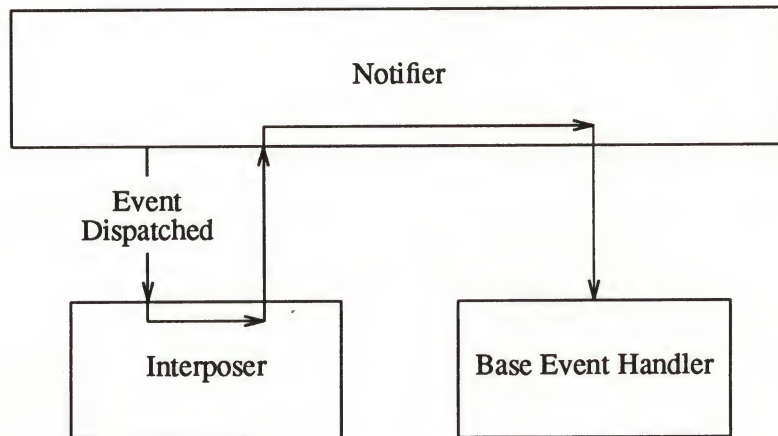 Notifier
Event
Dispatched
Interposer
Base Event Handler